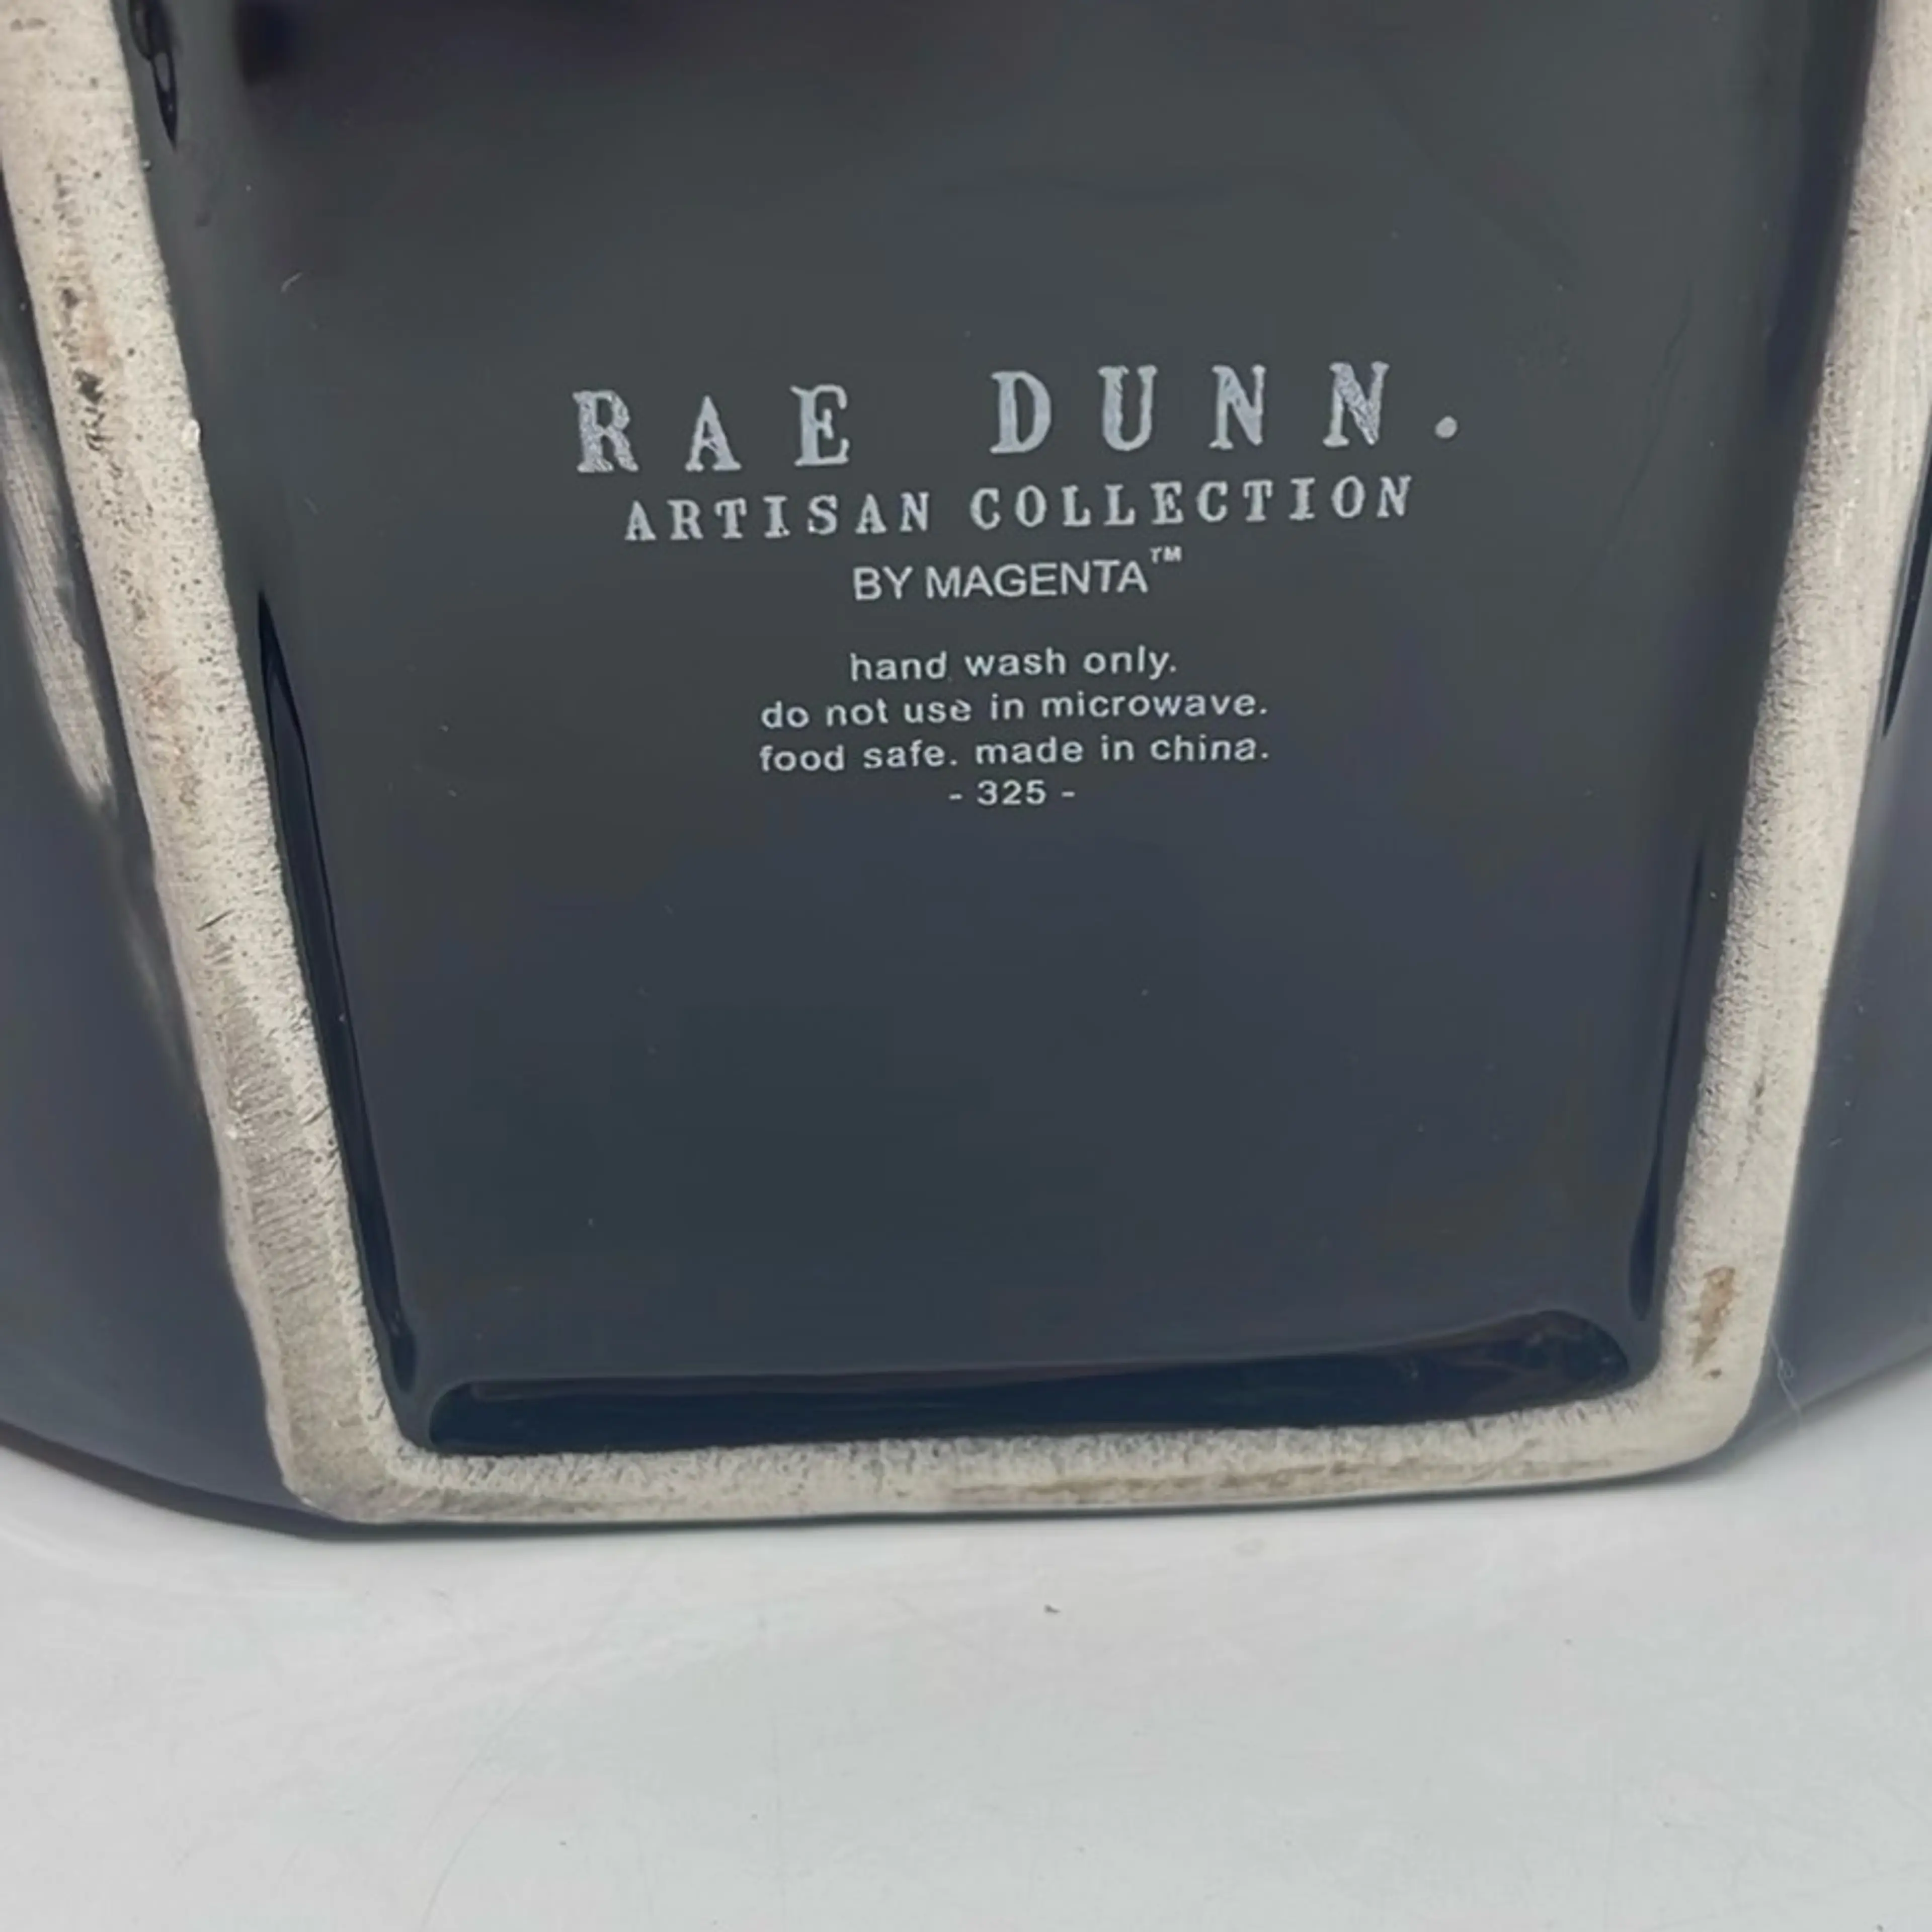 RAE DUNN.
ARTISAN COLLECTION
BY MAGENTA™
hand wash only.
do not use in microwave.
food safe. made in china.
- 325 -